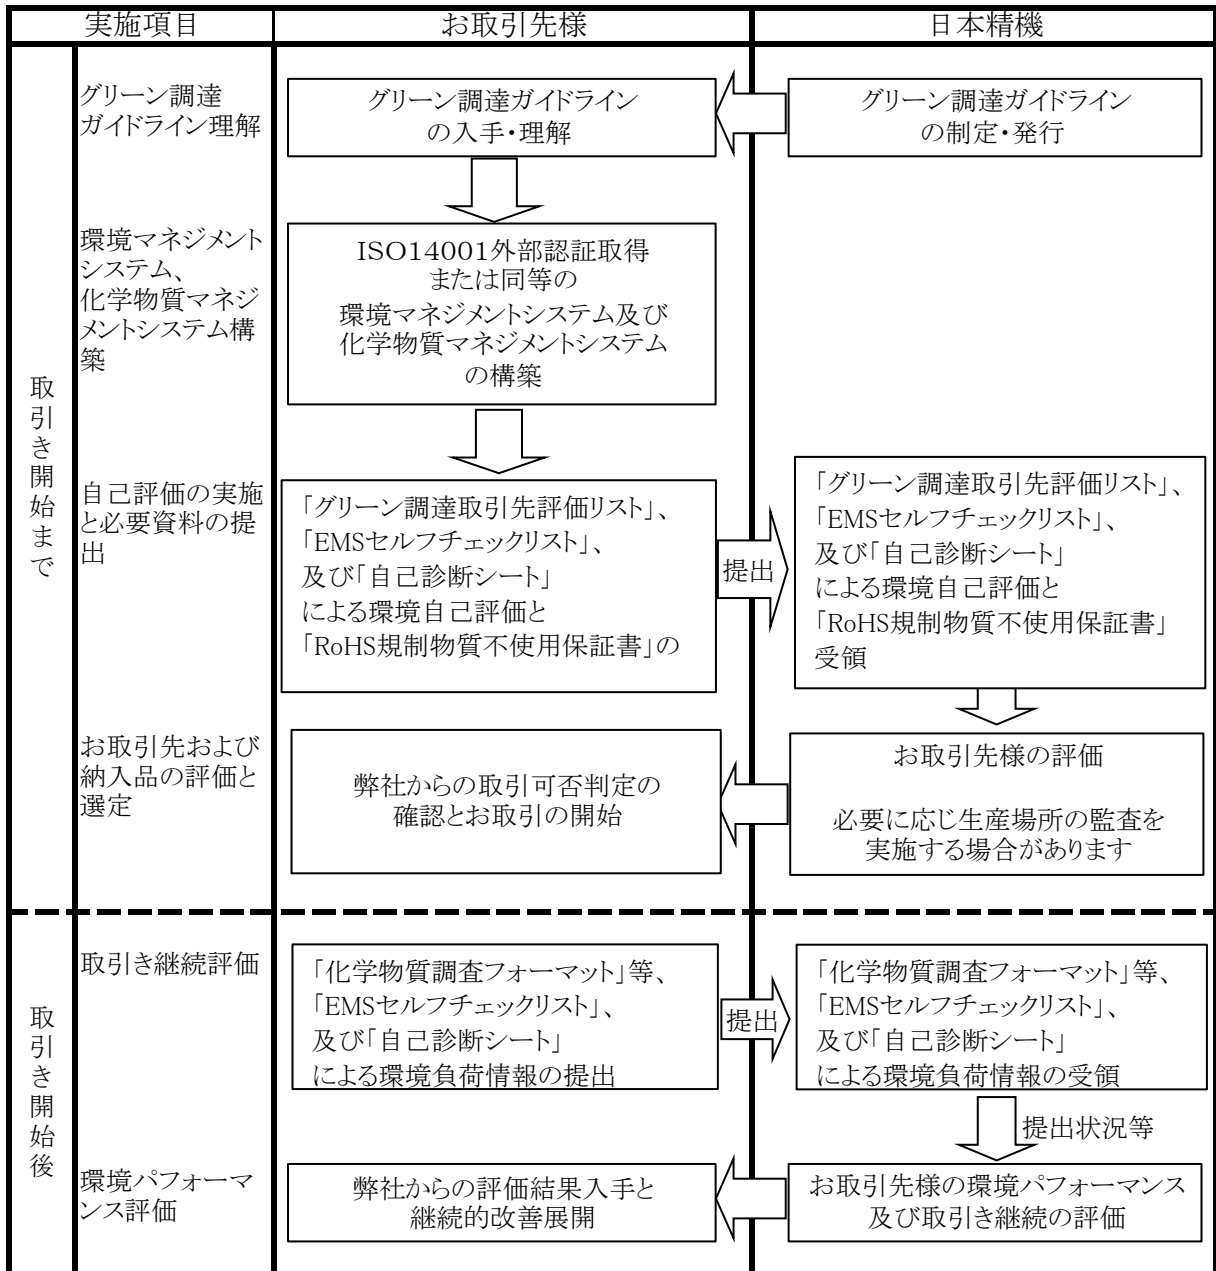 実施項目
お取引先様
日本精機
取引き開始まで
グリーン調達
ガイドライン理解
グリーン調達ガイドライン
の入手・理解
グリーン調達ガイドライン
の制定・発行
環境マネジメント
システム、
化学物質マネジ
メントシステム構
築
ISO14001外部認証取得
または同等の
環境マネジメントシステム及び
化学物質マネジメントシステム
の構築
自己評価の実施
と必要資料の提
出
「グリーン調達取引先評価リスト」、
「EMSセルフチェックリスト」、
及び「自己診断シート」
による環境自己評価と
「RoHS規制物質不使用保証書」の
提出
「グリーン調達取引先評価リスト」、
「EMSセルフチェックリスト」、
及び「自己診断シート」
による環境自己評価と
「RoHS規制物質不使用保証書」
受領
お取引先および
納入品の評価と
選定
弊社からの取引可否判定の
確認とお取引の開始
お取引先様の評価
必要に応じ生産場所の監査を
実施する場合があります
取引き開始後
取引き継続評価
「化学物質調査フォーマット」等、
「EMSセルフチェックリスト」、
及び「自己診断シート」
による環境負荷情報の提出
提出
「化学物質調査フォーマット」等、
「EMSセルフチェックリスト」、
及び「自己診断シート」
による環境負荷情報の受領
提出状況等
環境パフォーマ
ンス評価
弊社からの評価結果入手と
継続的改善展開
お取引先様の環境パフォーマンス
及び取引き継続の評価